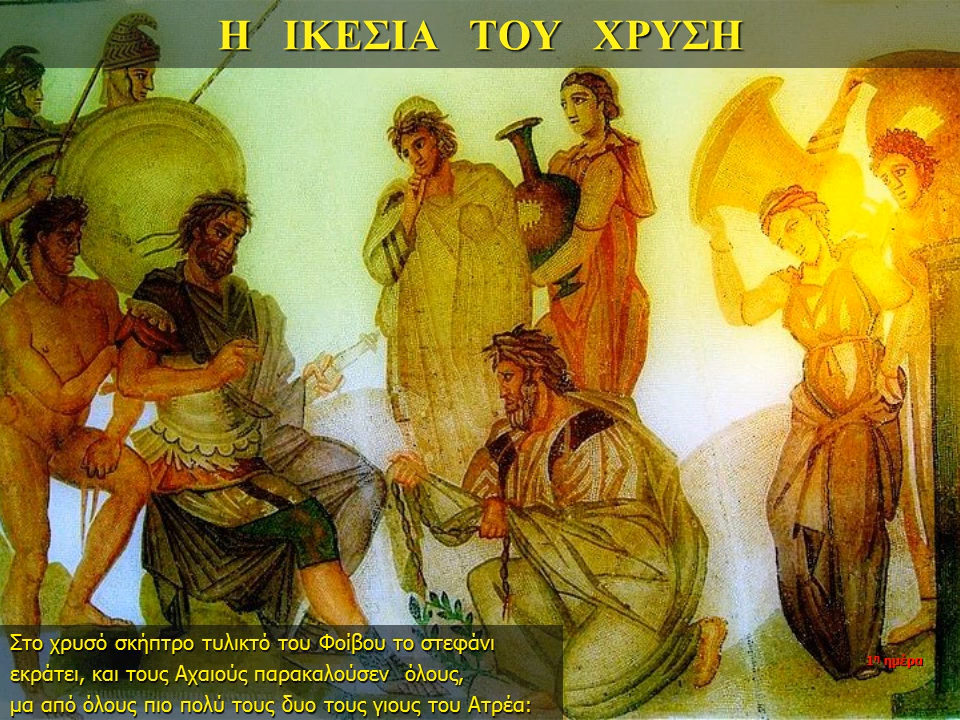 Η ΙΚΕΣΙΑ ΤΟΥ ΧΡΥΣΗ
1η ημέρα
Στο χρυσό σκήπτρο τυλικτό του Φοίβου το στεφάνι
εκράτει, και τους Αχαιούς παρακαλούσεν όλους,
μα από όλους πιο πολύ τους δυο τους γιους του Ατρέα: